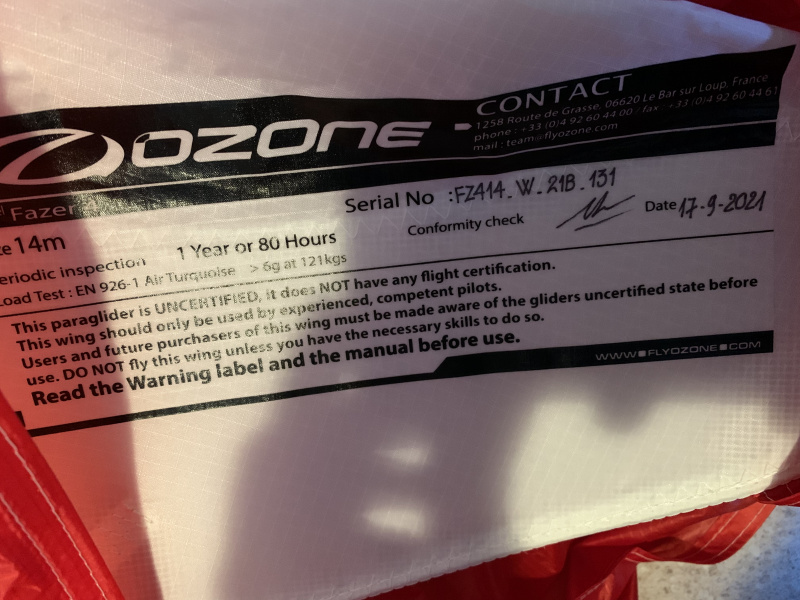 OZONE
CONTACT
1258 Route de Grasse, 06620 Le Bar sur Loup, France
phone : +33 (0)4 92 60 44 00 / fax : +33 (0)4 92 60 44 61
mail : team@flyozone.com
Fazer
Serial No :FZ414_W_21B_131
14m
Conformity check
Date 17-9-2021
eriodic inspection 1 Year or 80 Hours
Load Test : EN 926-1 Air Turquoise > 6g at 121kgs
This paraglider is UNCERTIFIED, it does NOT have any flight certification.
This wing should only be used by experienced, competent pilots.
Users and future purchasers of this wing must be made aware of the gliders uncertified state before
use. DO NOT fly this wing unless you have the necessary skills to do so.
Read the Warning label and the manual before use.
WWW■FLYOZONE■COM